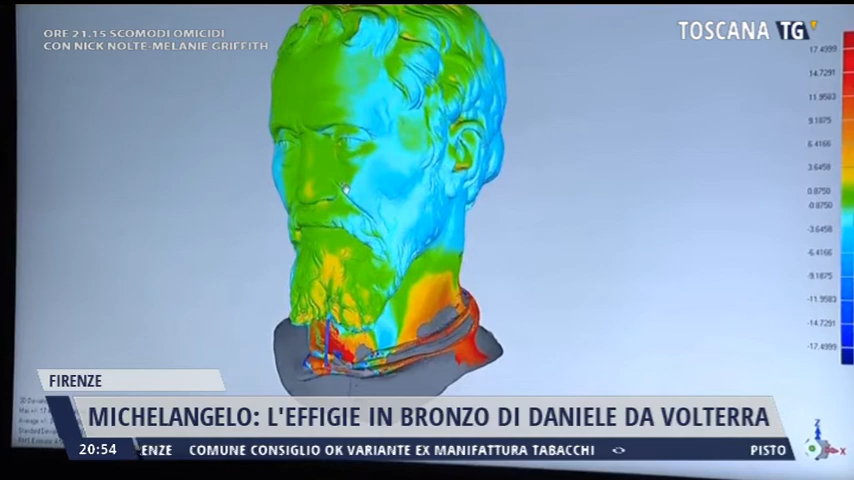 ORE 21.15 SCOMODI OMICIDI
CON NICK NOLTE-MELANIE GRIFFITH
TOSCANA TG
17.4999
14.7291
11.9583
9.1875
6.4166
3.6458
0.8750
-0.8750
-3.6458
-6.4166
-9.1875
-11.9583
-14.7291
-17.4999
FIRENZE
MICHELANGELO: L'EFFIGIE IN BRONZO DI DANIELE DA VOLTERRA
20:54
ENZE COMUNE CONSIGLIO OK VARIANTE EX MANIFATTURA TABACCHI
PISTO
Z
X